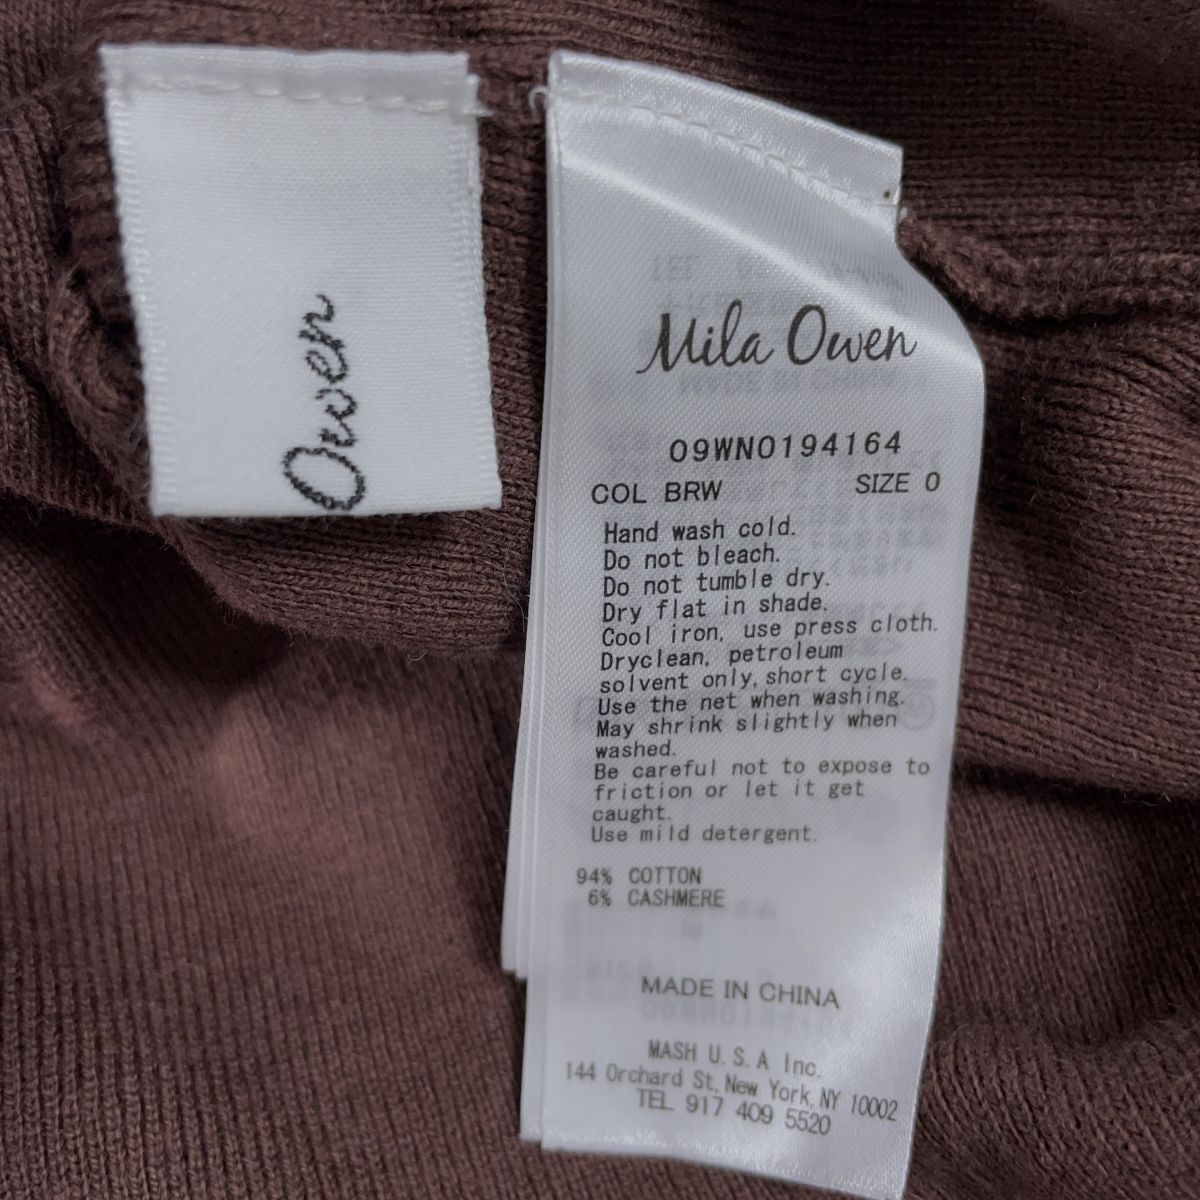 Owen
Mila Owen
09WNO194164
COL BRW SIZE 0
Hand wash cold.
Do not bleach.
Do not tumble dry.
Dry flat in shade.
Cool iron, use press cloth.
Dryclean, petroleum
solvent only, short cycle.
Use the net when washing.
May shrink slightly when
washed.
Be careful not to expose to
friction or let it get
caught.
Use mild detergent.
94% COTTON
6% CASHMERE
MADE IN CHINA
MASH U.S.A Inc.
144 Orchard St, New York, NY 10002
TEL 917 409 5520